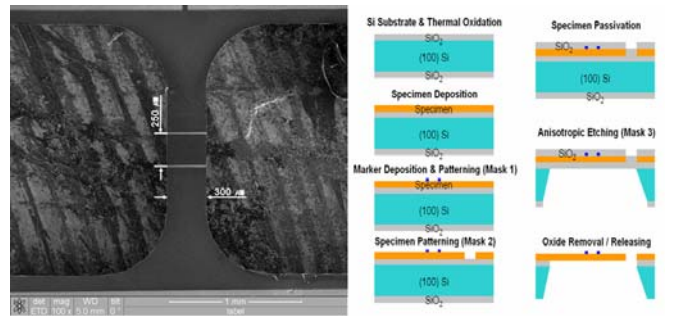 250 ㎛
300 ㎛
det
mag
WD
tilt
ETD
100 x
5.0 mm
0 °
1 mm
label
Si Substrate & Thermal Oxidation
SiO2
(100) Si
SiO2
Specimen Deposition
Specimen
(100) Si
SiO2
Marker Deposition & Patterning (Mask 1)
Specimen
(100) Si
SiO2
Specimen Patterning (Mask 2)
(100) Si
SiO2
Specimen Passivation
SiO2
(100) Si
SiO2
Anisotropic Etching (Mask 3)
SiO2
Oxide Removal / Releasing